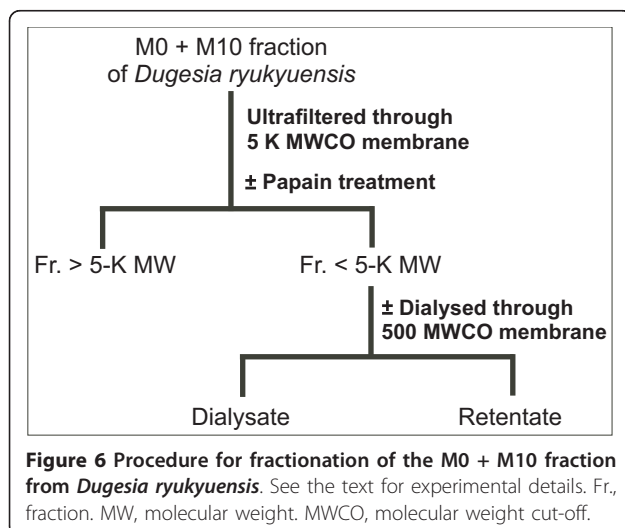 M0 + M10 fraction
of Dugesia ryukyuensis
Ultrafiltered through
5 K MWCO membrane
± Papain treatment
Fr. > 5-K MW
Fr. < 5-K MW
± Dialysed through
500 MWCO membrane
Dialysate
Retentate
Figure 6 Procedure for fractionation of the M0 + M10 fraction
from Dugesia ryukyuensis. See the text for experimental details. Fr.,
fraction. MW, molecular weight. MWCO, molecular weight cut-off.